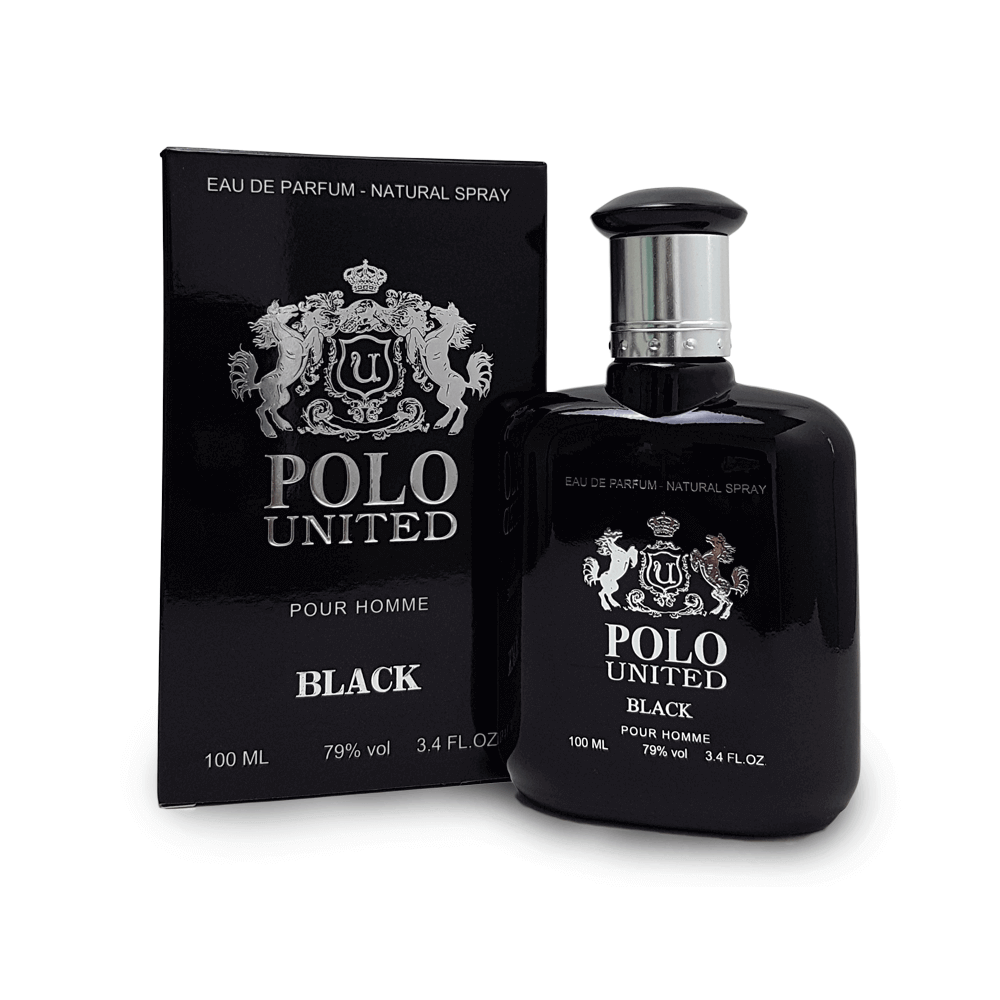 EAU DE PARFUM - NATURAL SPRAY
U
POLO
UNITED
POUR HOMME
BLACK
100 ML 79% vol 3.4 FL.OZ
EAU DE PARFUM - NATURAL SPRAY
U
POLO
UNITED
BLACK
POUR HOMME
100 ML 79% vol 3.4 FL.OZ.